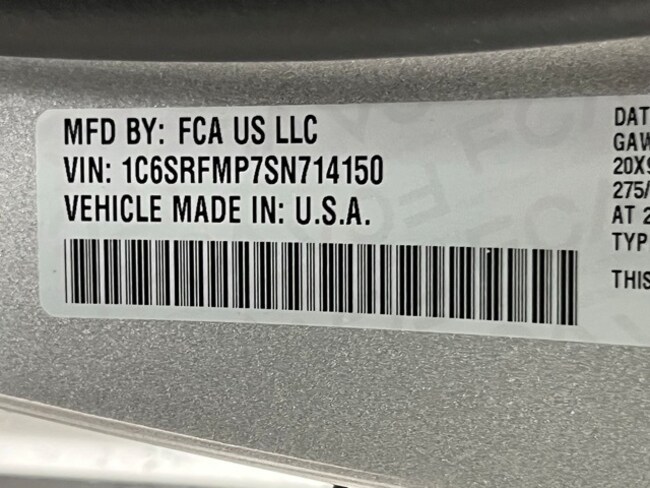 MFD BY: FCA US LLC
VIN: 1C6SRFMP7SN714150
VEHICLE MADE IN: U.S.A.
DAT
GAW
20X9
275/
AT 2
TYP
THIS